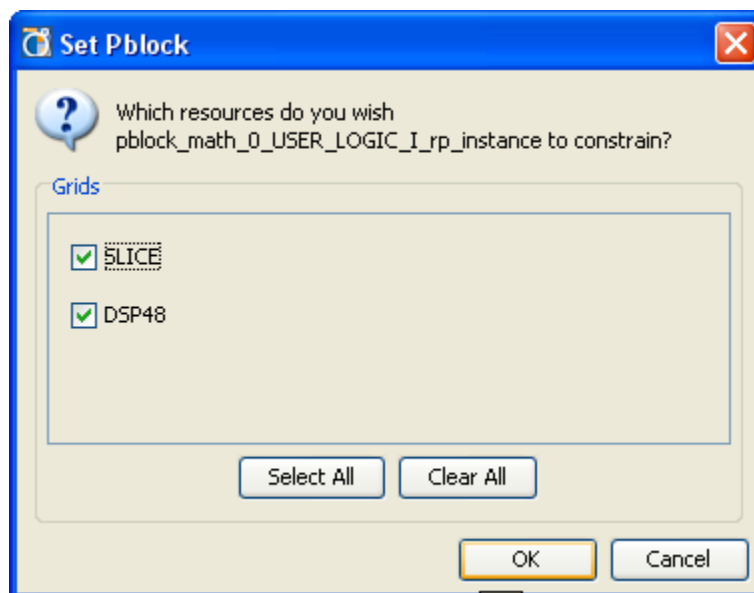 Set Pblock
Which resources do you wish
pblock_math_0_USER_LOGIC_I_rp_instance to constrain?
Grids
SLICE
DSP48
Select All
Clear All
OK
Cancel